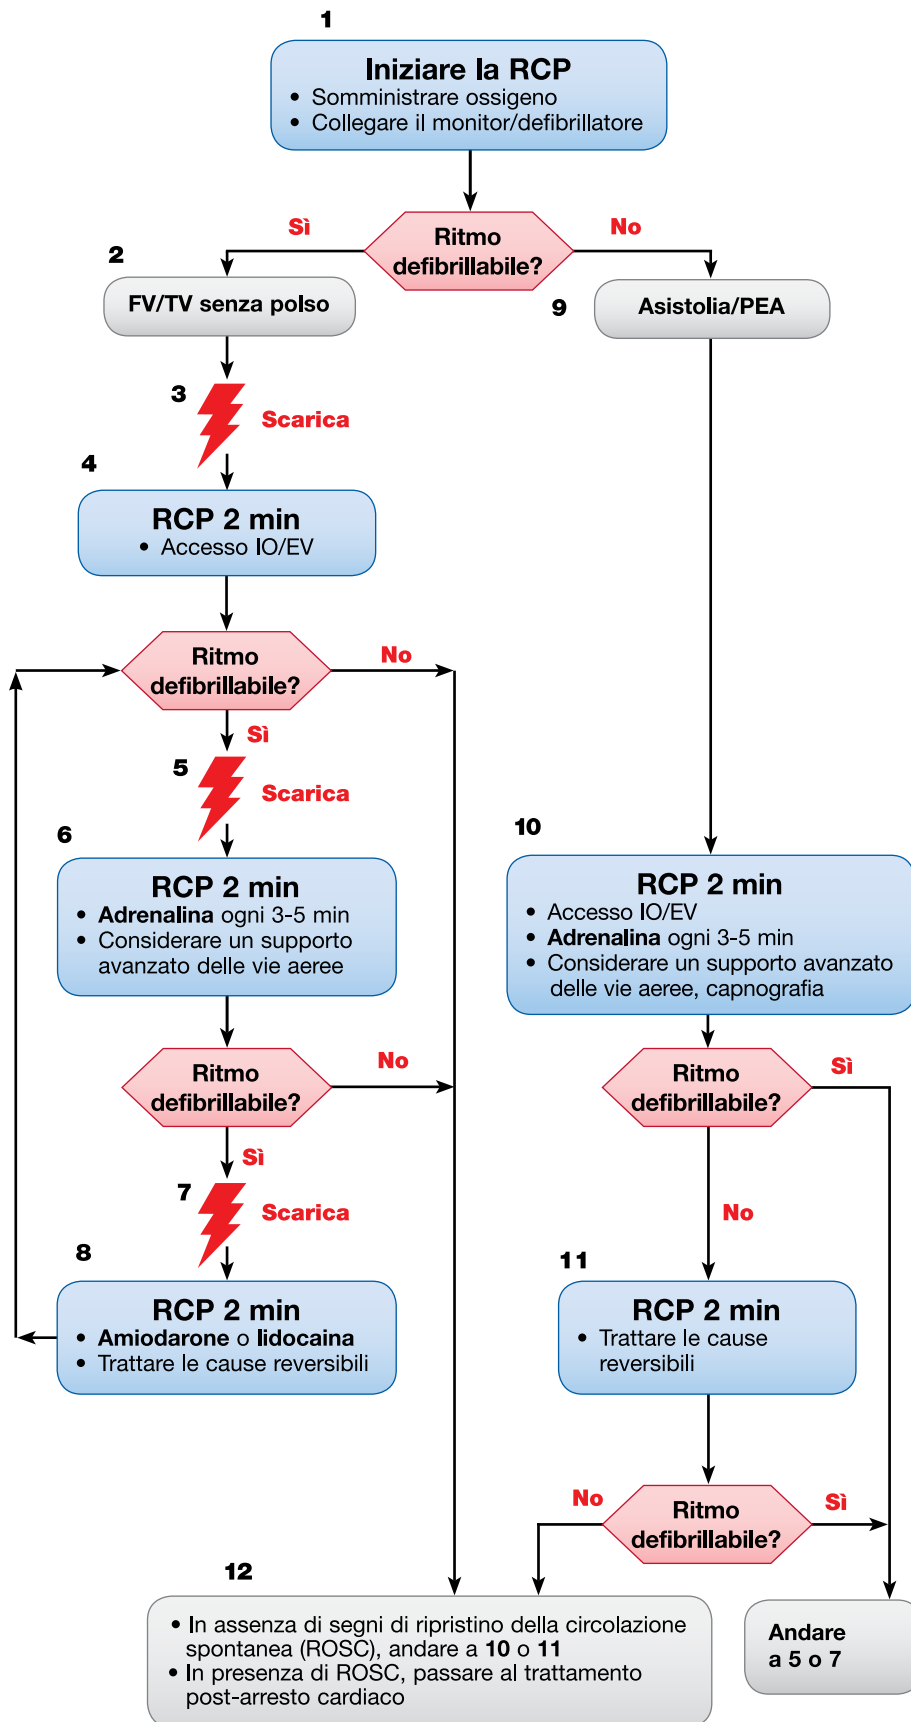 1
Iniziare la RCP
• Somministrare ossigeno
• Collegare il monitor/defibrillatore
Sì
Ritmo
defibrillabile?
No
2
FV/TV senza polso
9
Asistolia/PEA
3
Scarica
4
RCP 2 min
• Accesso IO/EV
Ritmo
defibrillabile?
No
Sì
5
Scarica
6
RCP 2 min
• Adrenalina ogni 3-5 min
• Considerare un supporto
avanzato delle vie aeree
10
RCP 2 min
• Accesso IO/EV
• Adrenalina ogni 3-5 min
• Considerare un supporto avanzato
delle vie aeree, capnografia
Ritmo
defibrillabile?
No
Sì
Ritmo
defibrillabile?
Sì
No
7
Scarica
8
RCP 2 min
• Amiodarone o lidocaina
• Trattare le cause reversibili
11
RCP 2 min
• Trattare le cause
reversibili
No
Ritmo
defibrillabile?
Sì
12
• In assenza di segni di ripristino della circolazione
spontanea (ROSC), andare a 10 o 11
• In presenza di ROSC, passare al trattamento
post-arresto cardiaco
Andare
a 5 o 7